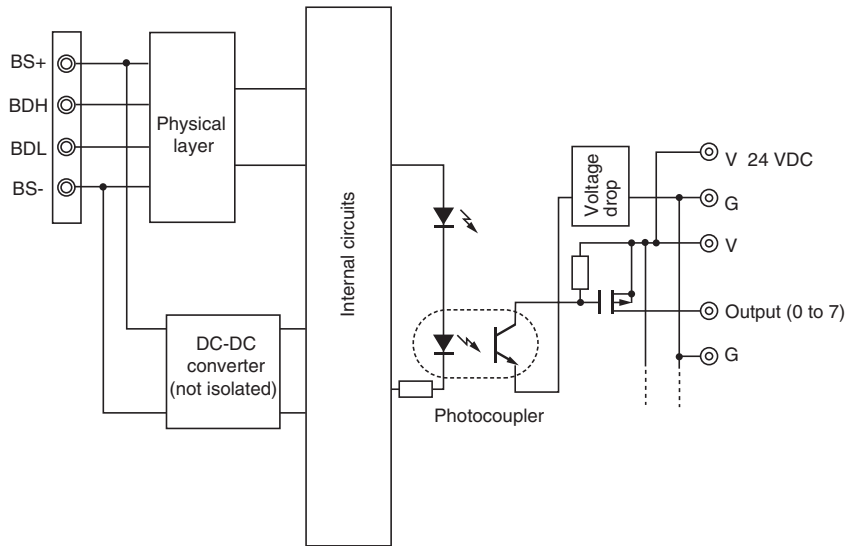 BS+
BDH
BDL
BS-
Physical
layer
DC-DC
converter
(not isolated)
Internal circuits
Photocoupler
Voltage
drop
V 24 VDC
G
V
Output (0 to 7)
G